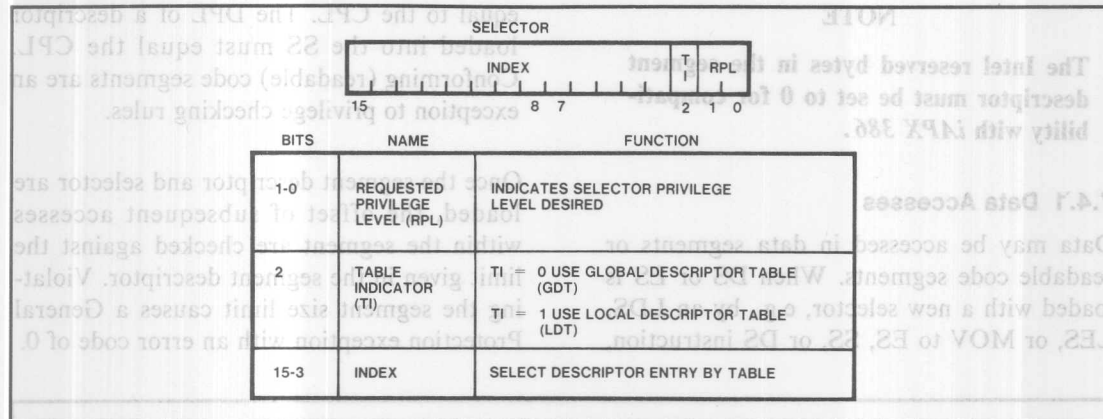 SELECTOR
INDEX T I RPL
15 8 7 2 1 0
BITS NAME FUNCTION
1-0 REQUESTED PRIVILEGE LEVEL (RPL) INDICATES SELECTOR PRIVILEGE LEVEL DESIRED
2 TABLE INDICATOR (TI) TI = 0 USE GLOBAL DESCRIPTOR TABLE (GDT)
TI = 1 USE LOCAL DESCRIPTOR TABLE (LDT)
15-3 INDEX SELECT DESCRIPTOR ENTRY BY TABLE
NOTE
The Intel reserved bytes in the segment
descriptor must be set to 0 for compati-
bility with iAPX 386.
7.4.1 Data Accesses
Data may be accessed in data segments or
readable code segments. When DS or ES is
loaded with a new selector, e.g., by an LDS,
LES, or MOV to ES, SS, or DS instruction,
equal to the CPL. The DPL of a descriptor
loaded into the SS must equal the CPL.
Conforming (readable) code segments are an
exception to privilege checking rules.
Once the segment descriptor and selector are
loaded, the offset of subsequent accesses
within the segment are checked against the
limit given in the segment descriptor. Violat-
ing the segment size limit causes a General
Protection exception with an error code of 0.